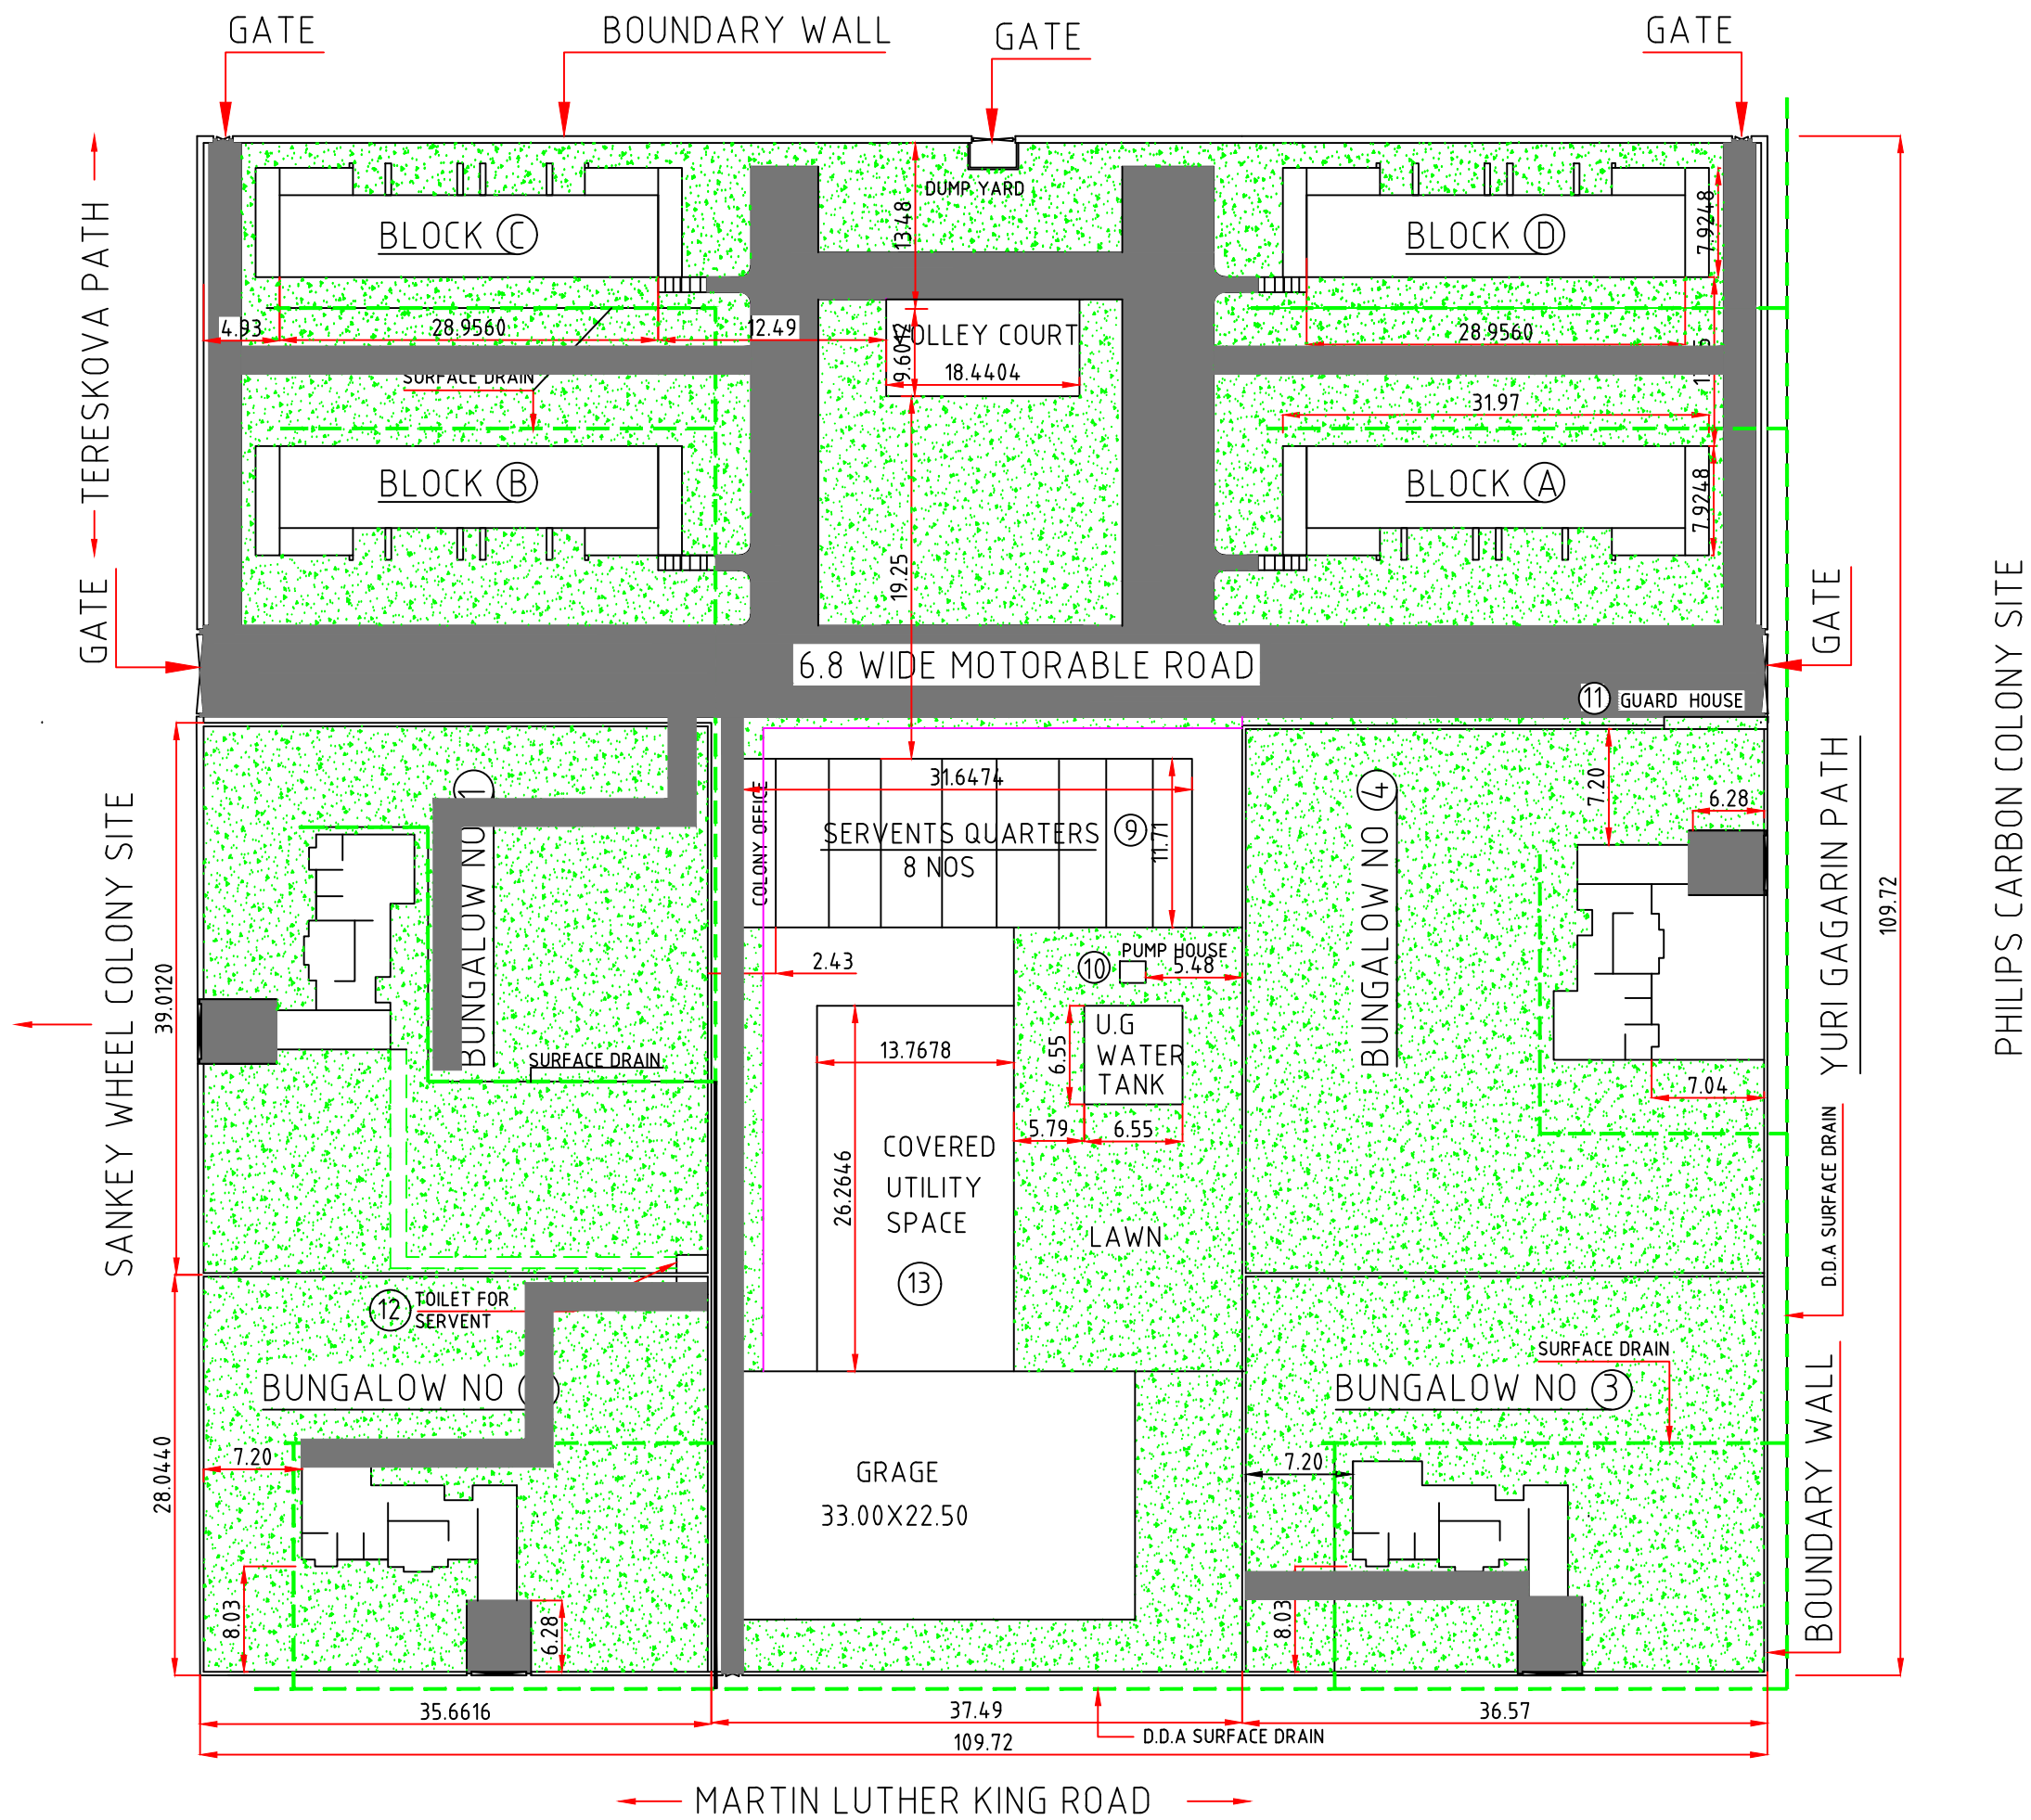 GATE
BOUNDARY WALL
GATE
GATE
DUMP YARD
13.48
BLOCK C
BLOCK D
7.9248
4.93
28.9560
12.49
VOLLEY COURT
9.6012
18.4404
28.9560
SURFACE DRAIN
31.97
BLOCK B
BLOCK A
7.9248
19.25
TERESKOVA PATH
GATE
GATE
6.8 WIDE MOTORABLE ROAD
11 GUARD HOUSE
PHILIPS CARBON COLONY SITE
SANKEY WHEEL COLONY SITE
39.0120
BUNGALOW NO 1
SURFACE DRAIN
COLONY OFFICE
31.6474
SERVENTS QUARTERS 9
8 NOS
11.71
2.43
10 PUMP HOUSE
5.48
U.G
WATER
TANK
6.55
6.55
5.79
13.7678
26.2646
COVERED
UTILITY
SPACE
13
LAWN
BUNGALOW NO 4
7.20
6.28
7.04
YURI GAGARIN PATH
109.72
D.D.A SURFACE DRAIN
12 TOILET FOR
SERVENT
BUNGALOW NO
7.20
28.0440
8.03
6.28
GRAGE
33.00X22.50
SURFACE DRAIN
BUNGALOW NO 3
7.20
8.03
BOUNDARY WALL
35.6616
37.49
36.57
109.72
D.D.A SURFACE DRAIN
MARTIN LUTHER KING ROAD